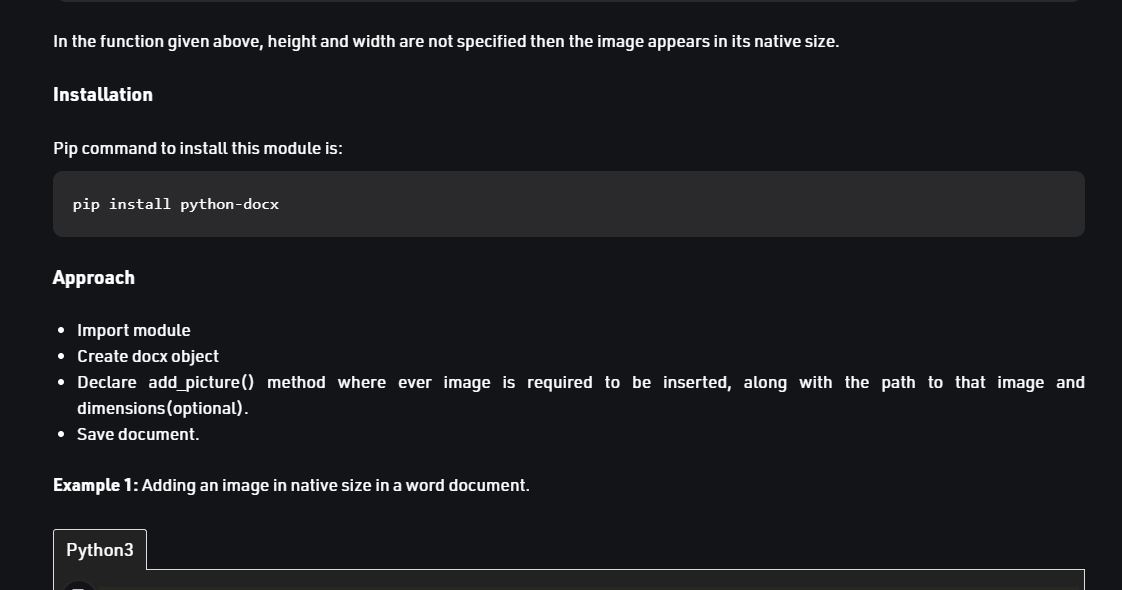 In the function given above, height and width are not specified then the image appears in its native size.
Installation
Pip command to install this module is:
pip install python-docx
Approach
• Import module
• Create docx object
• Declare add_picture() method where ever image is required to be inserted, along with the path to that image and
dimensions(optional).
• Save document.
Example 1: Adding an image in native size in a word document.
Python3